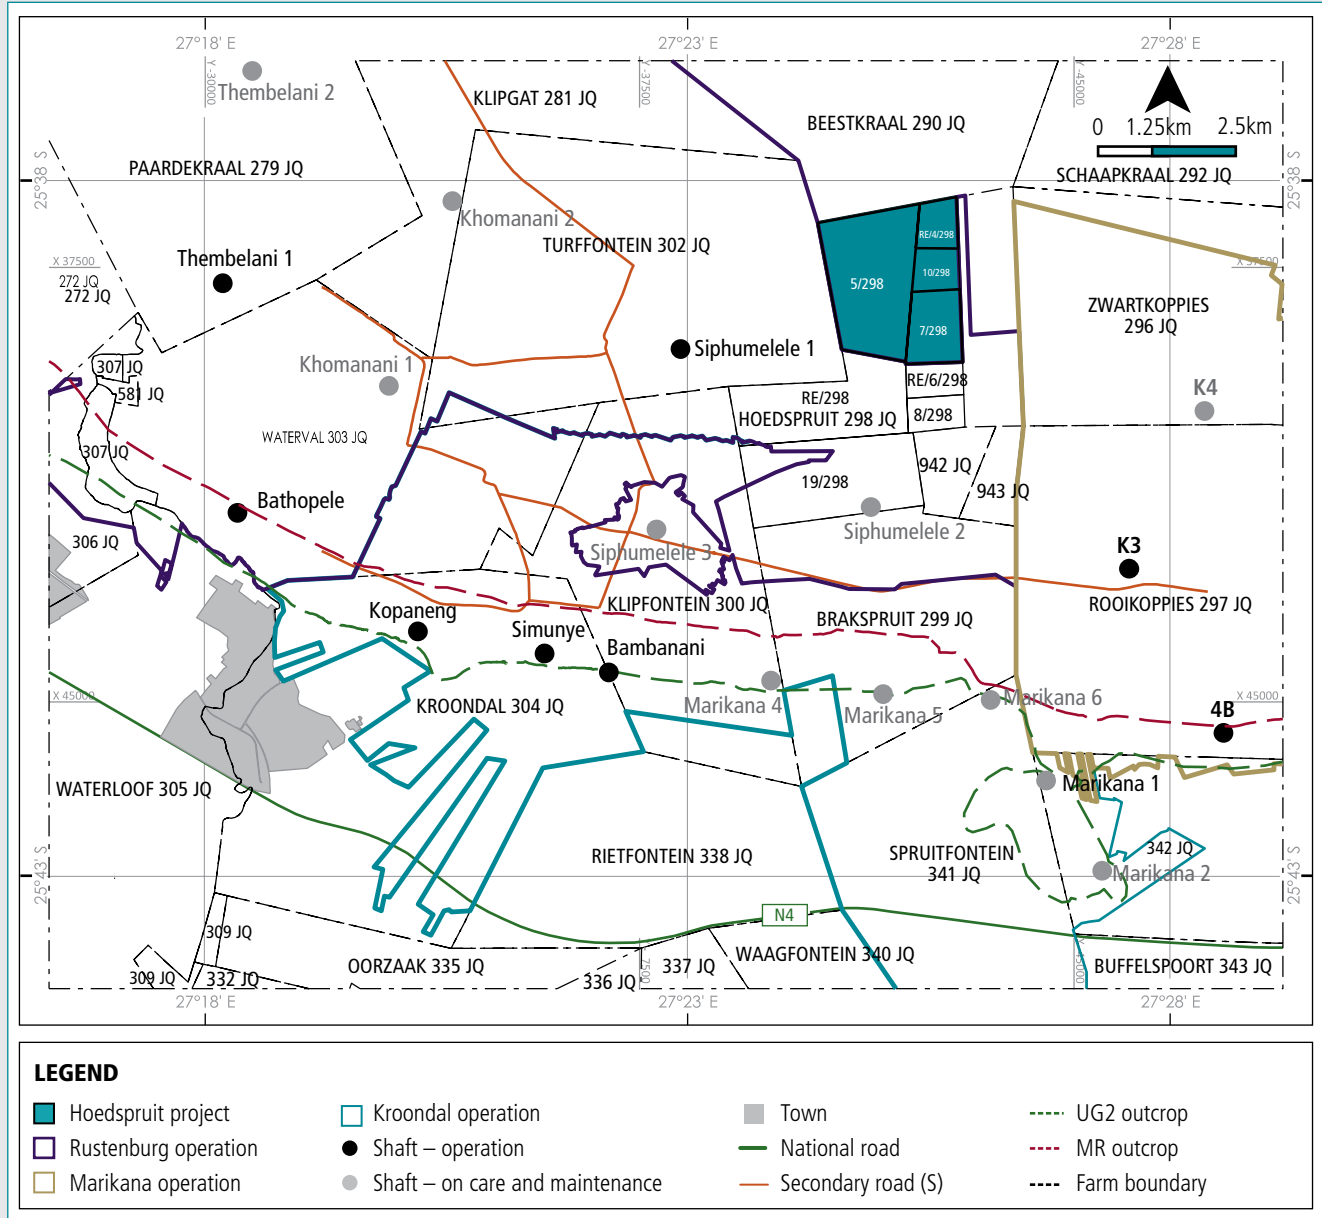 27°18' E
27°23' E
27°28' E
Y -30000
Y -37500
Y -45000
Thembelani 2
KLIPGAT 281 JQ
BEESTKRAAL 290 JQ
0 1.25km 2.5km
PAARDEKRAAL 279 JQ
SCHAAPKRAAL 292 JQ
25°38' S
25°38' S
Khomanani 2
TURFFONTEIN 302 JQ
RE/4/298
Thembelani 1
X 37500
X 37500
10/298
272 JQ
272 JQ
5/298
ZWARTKOPPIES
296 JQ
7/298
Siphumelele 1
Khomanani 1
307 JQ
581 JQ
RE/6/298
K4
RE/298
HOEDSPRUIT 298 JQ
8/298
WATERVAL 303 JQ
307 JQ
942 JQ
19/298
943 JQ
Bathopele
Siphumelele 2
306 JQ
Siphumelele 3
K3
Kopaneng
KLIPFONTEIN 300 JQ
ROOIKOPPIES 297 JQ
BRAKSPRUIT 299 JQ
Simunye
Bambanani
X 45000
X 45000
KROONDAL 304 JQ
Marikana 4
Marikana 5
Marikana 6
4B
WATERLOOF 305 JQ
Marikana 1
RIETFONTEIN 338 JQ
SPRUITFONTEIN
341 JQ
342 JQ
25°43' S
25°43' S
Marikana 2
N4
309 JQ
WAAGFONTEIN 340 JQ
309 JQ
332 JQ
OORZAAK 335 JQ
336 JQ
7500
337 JQ
Y -45000
BUFFELSPOORT 343 JQ
27°18' E
27°23' E
27°28' E
LEGEND
Hoedspruit project
Kroondal operation
Town
UG2 outcrop
Rustenburg operation
Shaft – operation
National road
MR outcrop
Marikana operation
Shaft – on care and maintenance
Secondary road (S)
Farm boundary